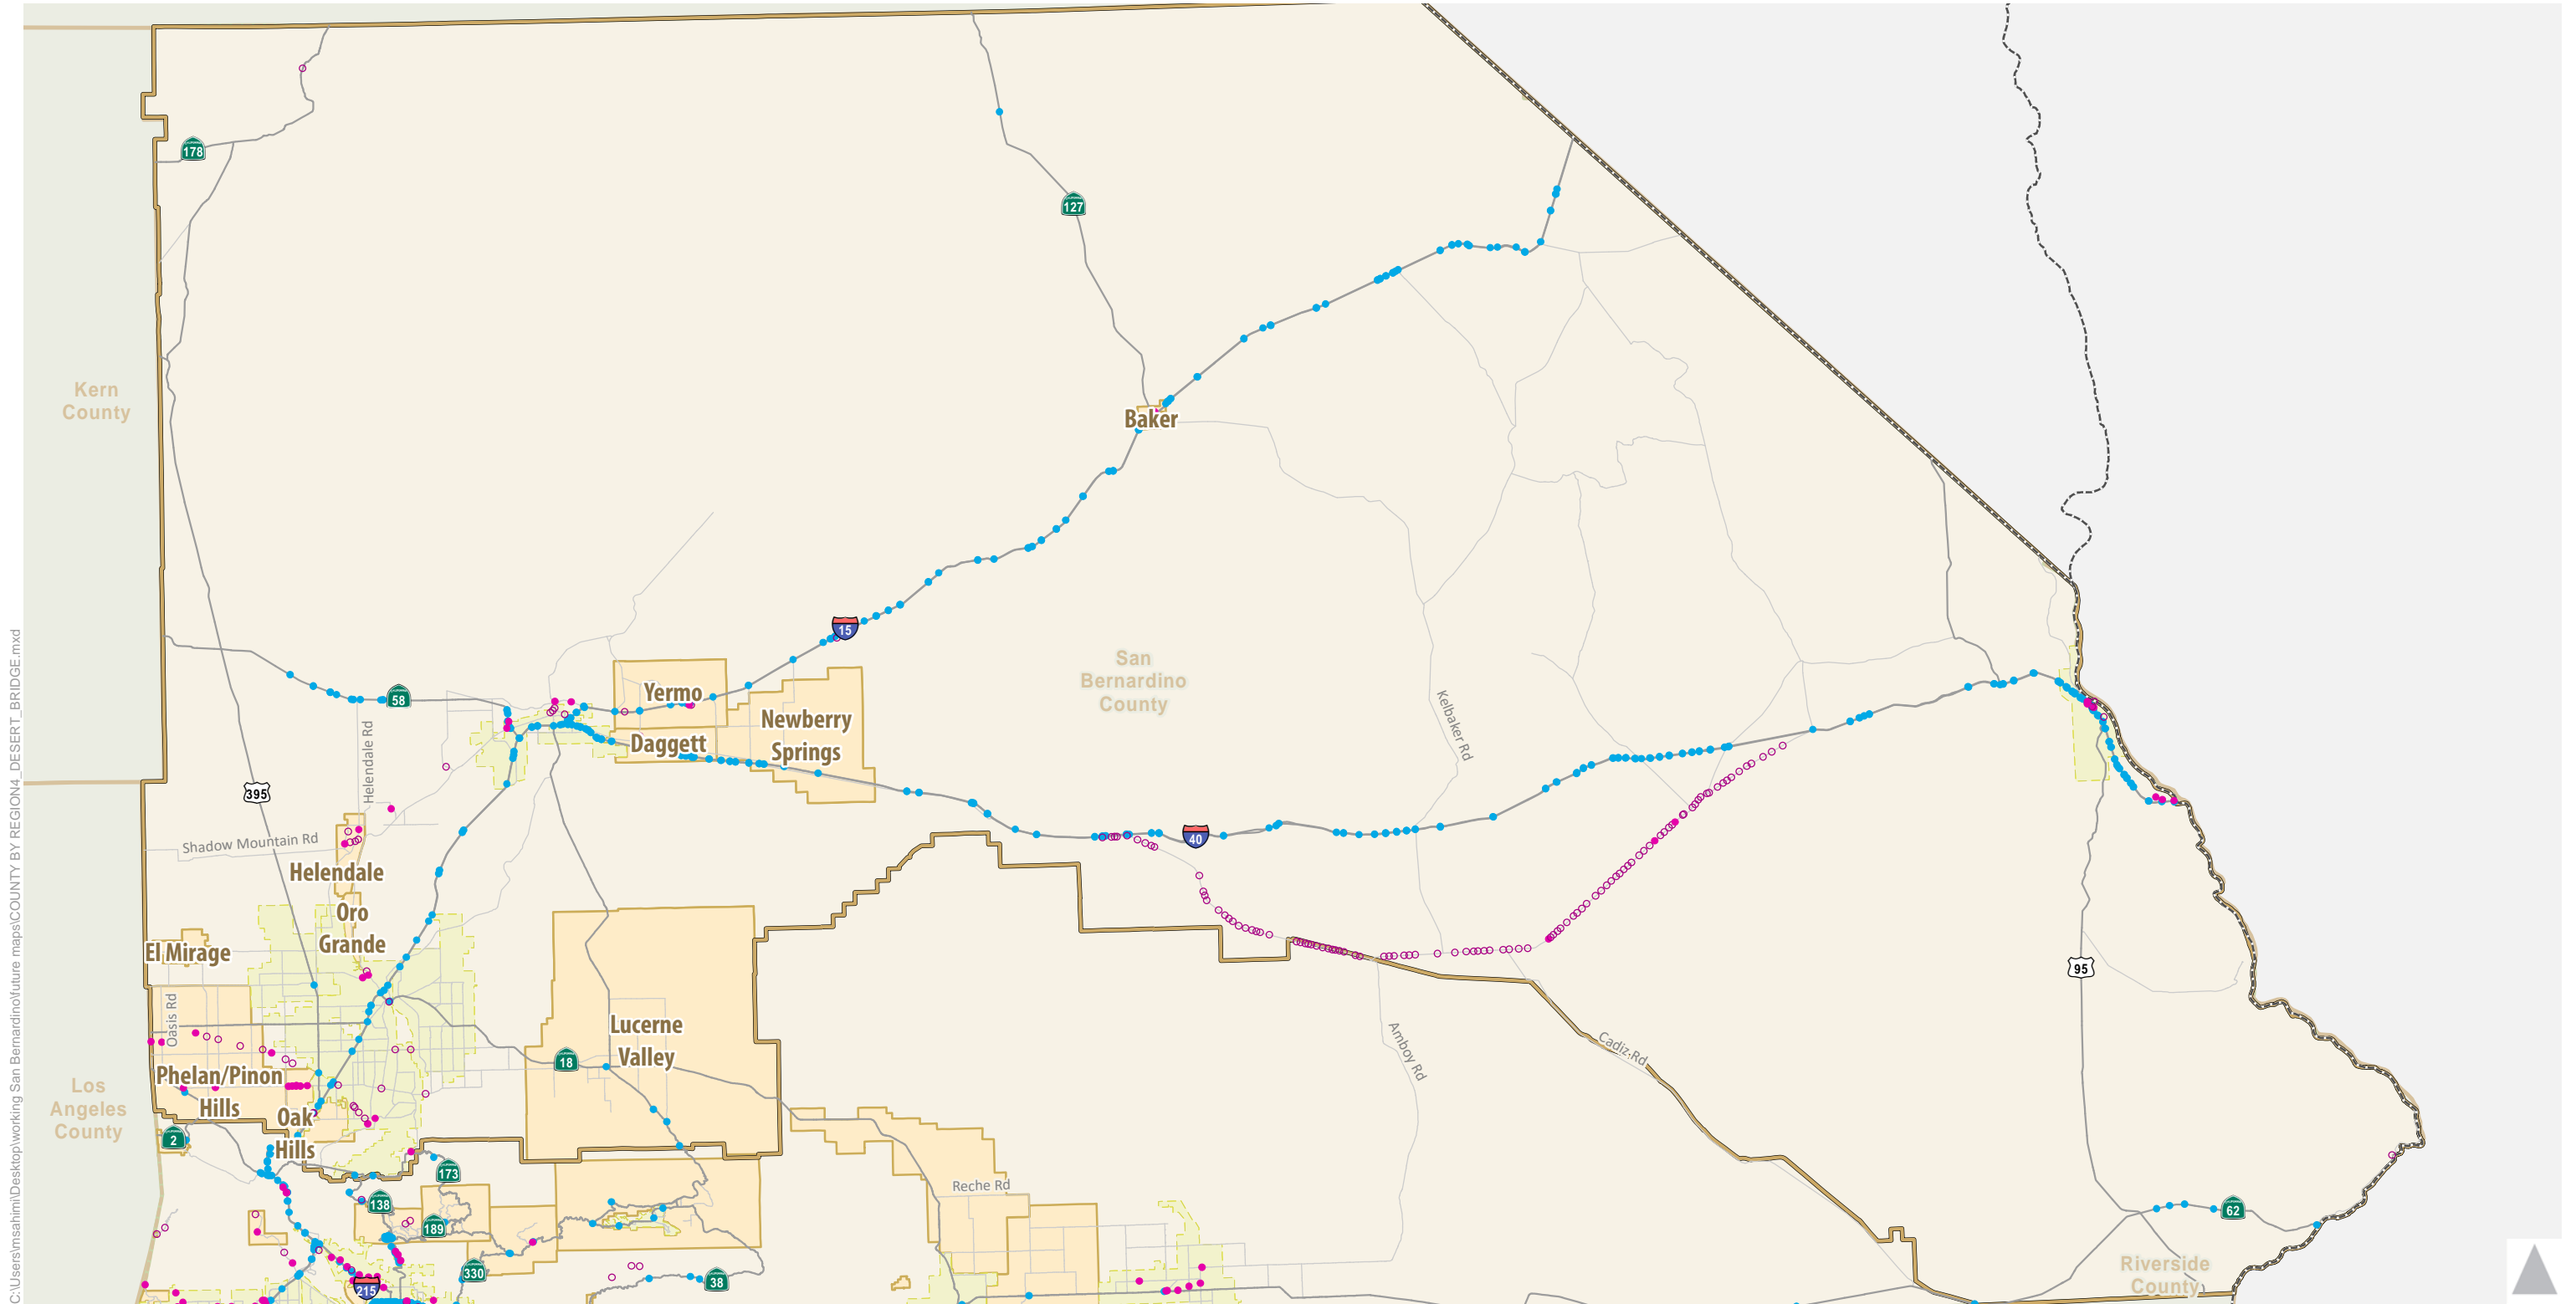 178
127
Kern
County
Baker
15
San
Bernardino
County
58
Yermo
Newberry
Springs
Daggett
Kelbaker Rd
Helendale Rd
395
40
Shadow Mountain Rd
Helendale
Oro
Grande
El Mirage
95
Oasis Rd
Lucerne
Valley
18
Amboy Rd
Cadiz Rd
Phelan/Pinon
Hills
Los
Angeles
County
Oak
Hills
2
173
138
189
Reche Rd
62
330
38
215
Riverside
County
C:\Users\msahimi\Desktop\working San Bernardino\future maps\COUNTY BY REGION4_DESERT_BRIDGE.mxd